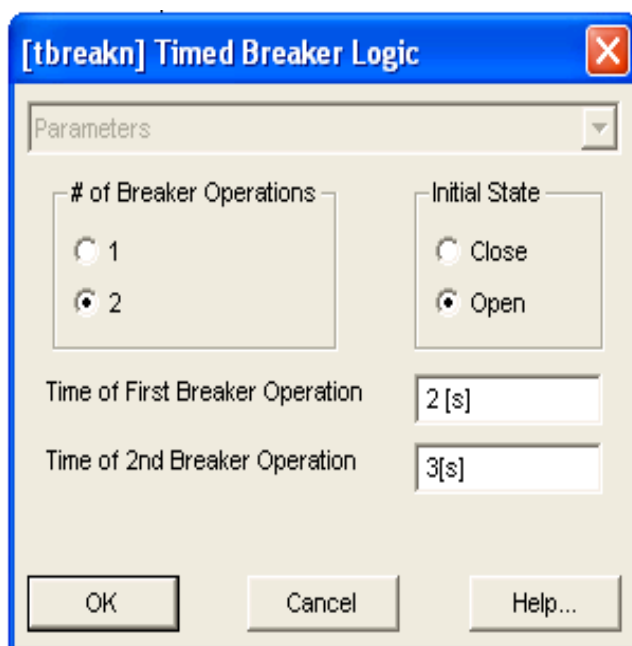 [tbreakn] Timed Breaker Logic
Parameters
# of Breaker Operations
1
2
Initial State
Close
Open
Time of First Breaker Operation
2 [s]
Time of 2nd Breaker Operation
3[s]
OK
Cancel
Help...